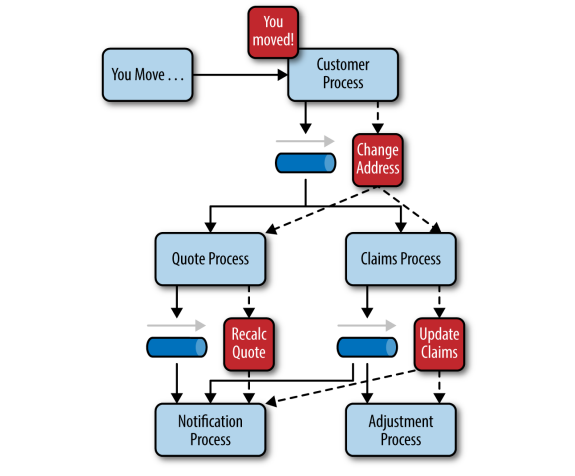 You
moved!
You Move . . .
Customer
Process
Change
Address
Quote Process
Claims Process
Recalc
Quote
Update
Claims
Notification
Process
Adjustment
Process